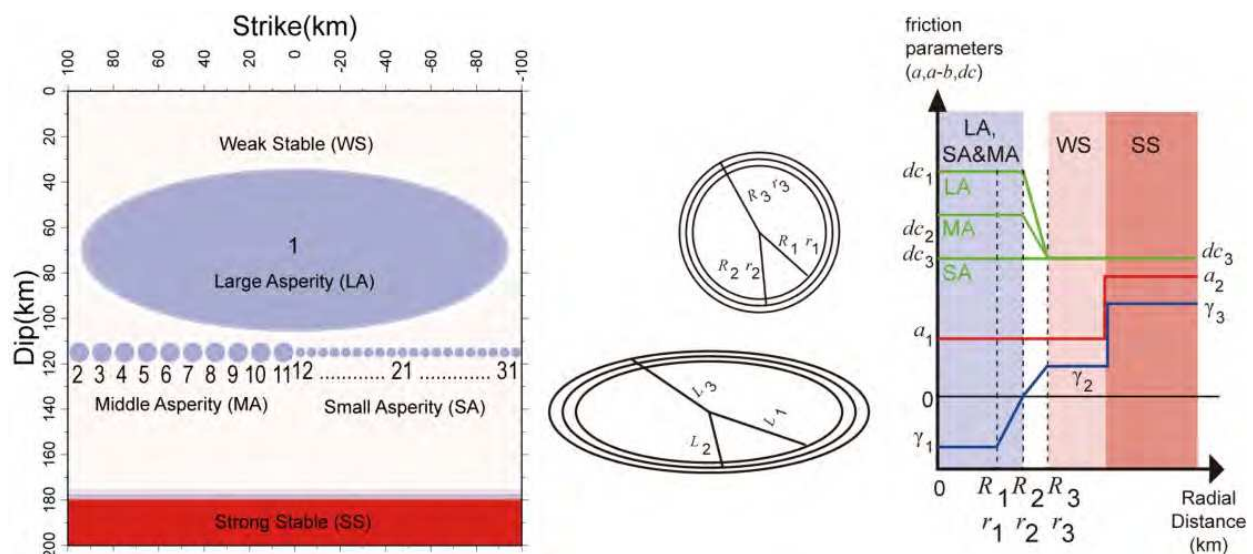 Strike(km)
100 80 60 40 20 0 -20 -40 -60 -80 -100
Dip(km)
0
20
40
60
80
100
120
140
160
180
200
Weak Stable (WS)
1
Large Asperity (LA)
2 3 4 5 6 7 8 9 10 11 12 ............ 21 ............. 31
Middle Asperity (MA) Small Asperity (SA)
Strong Stable (SS)
R3 r3
R1 r1
R2 r2
L3
L1
L2
friction
parameters
(a,a-b,dc)
LA,
SA&MA
WS
SS
dc1
LA
dc2
MA
dc3
SA
dc3
a2
γ3
a1
γ2
0
γ1
0
R1 R2 R3
r1 r2 r3
Radial
Distance
(km)